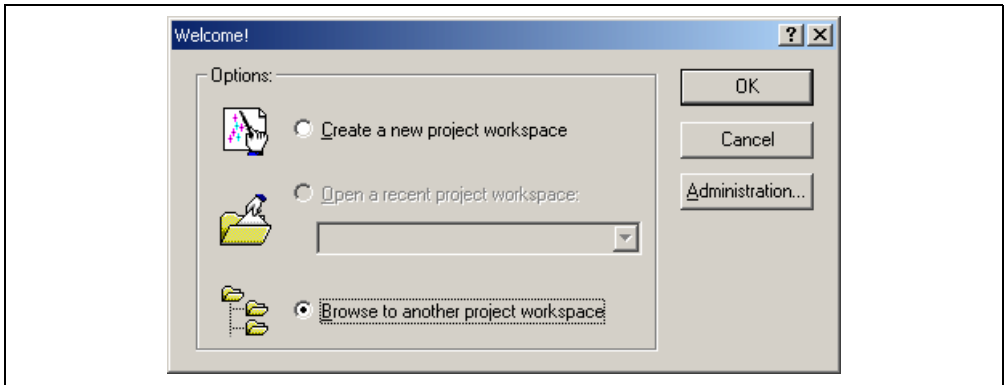 Welcome!
Options:
Create a new project workspace
Open a recent project workspace:
Browse to another project workspace
OK
Cancel
Administration...